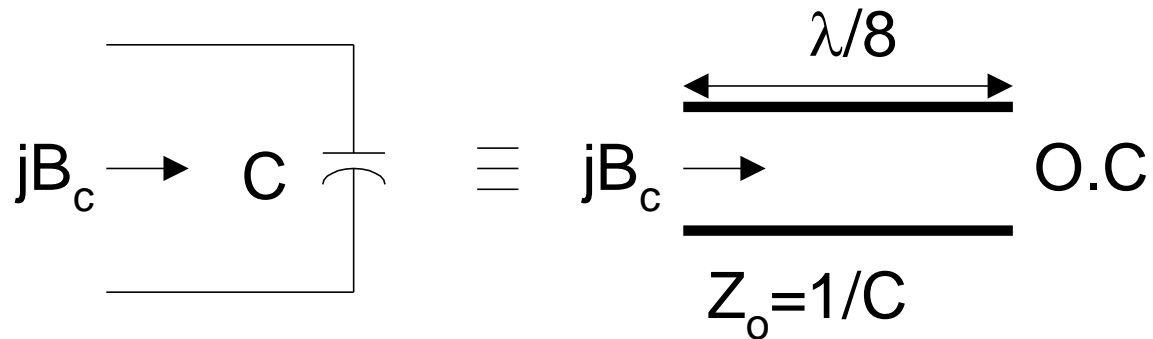 λ/8
jB_c
C
≡
jB_c
O.C
Z_o=1/C